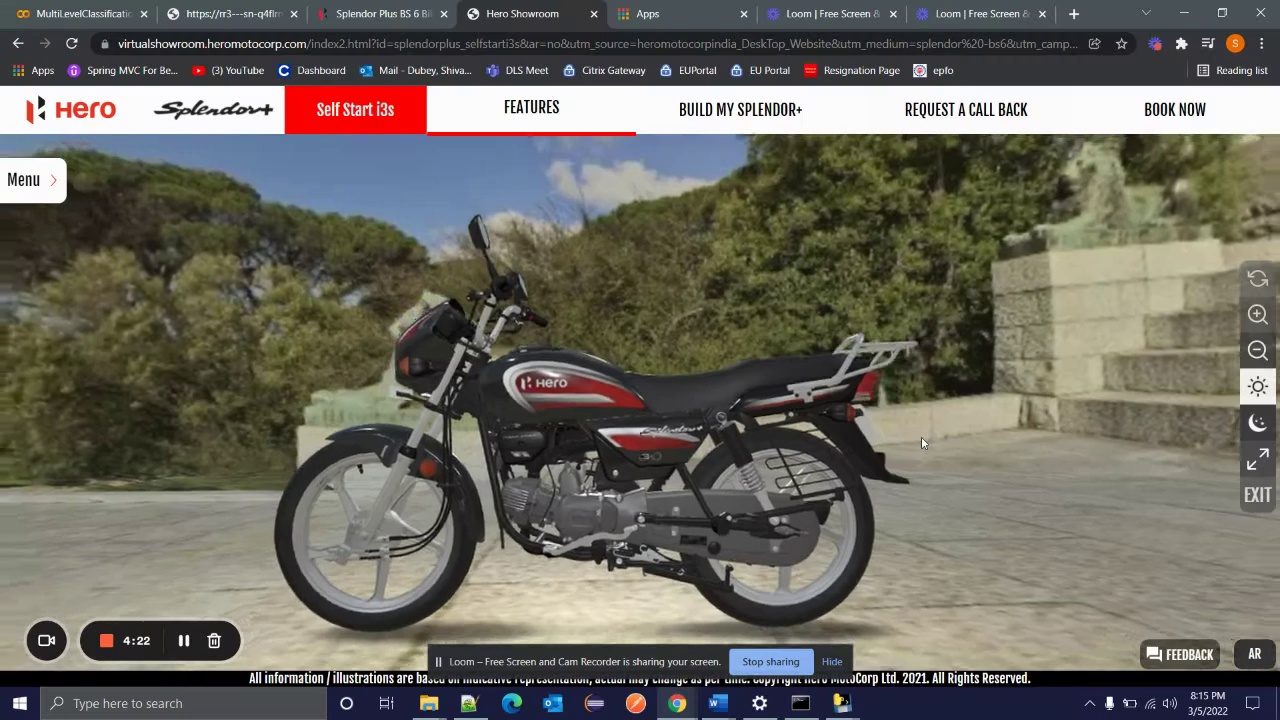 MultiLevelClassificatio
https://rr3---sn-q4flrn
Splendor Plus BS 6 Bik
Hero Showroom
Apps
Loom | Free Screen &
Loom | Free Screen &
virtualshowroom.heromotocorp.com/index2.html?id=splendorplus_selfstarti3s&at=no&utm_source=heromotocorpindia_DeskTop_Website&utm_medium=splendor%20-bs6&utm_camp...
Apps
Spring MVC For Be...
(3) YouTube
Dashboard
Mail - Dubey, Shiva...
DLS Meet
Citrix Gateway
EUPortal
EU Portal
Resignation Page
epfo
Reading list
Hero
Splendor+
Self Start i3s
FEATURES
BUILD MY SPLENDOR+
REQUEST A CALL BACK
BOOK NOW
Menu
Hero
Splendor+
EXIT
4:22
Loom – Free Screen and Cam Recorder is sharing your screen.
Stop sharing
Hide
FEEDBACK
AR
All information / illustrations are based on indicative representation, actual may change as per time. Copyright Hero MotoCorp Ltd. 2021. All Rights Reserved.
Type here to search
8:15 PM
3/5/2022